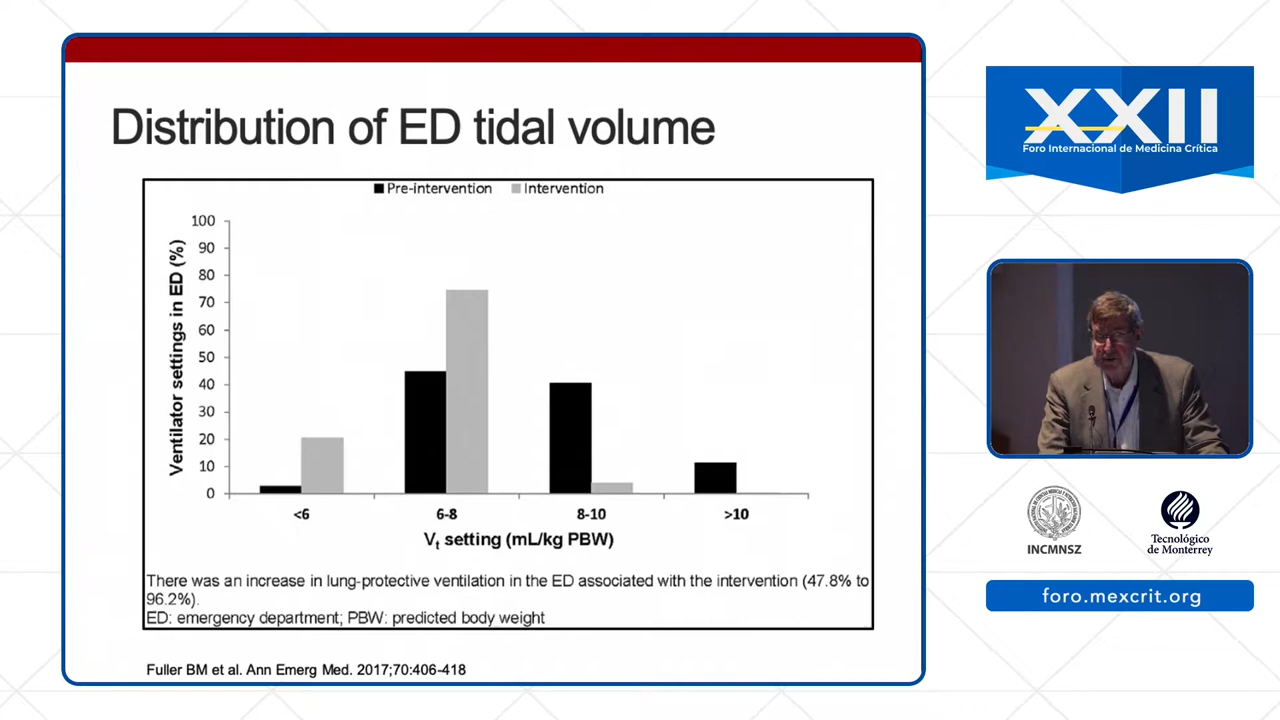 Distribution of ED tidal volume
Pre-intervention
Intervention
Ventilator settings in ED (%)
100
90
80
70
60
50
40
30
20
10
0
<6
6-8
8-10
>10
Vt setting (mL/kg PBW)
There was an increase in lung-protective ventilation in the ED associated with the intervention (47.8% to
96.2%).
ED: emergency department; PBW: predicted body weight
Fuller BM et al. Ann Emerg Med. 2017;70:406-418
XXII
Foro Internacional de Medicina Crítica
INCMNSZ
Tecnológico
de Monterrey
foro.mexcrit.org